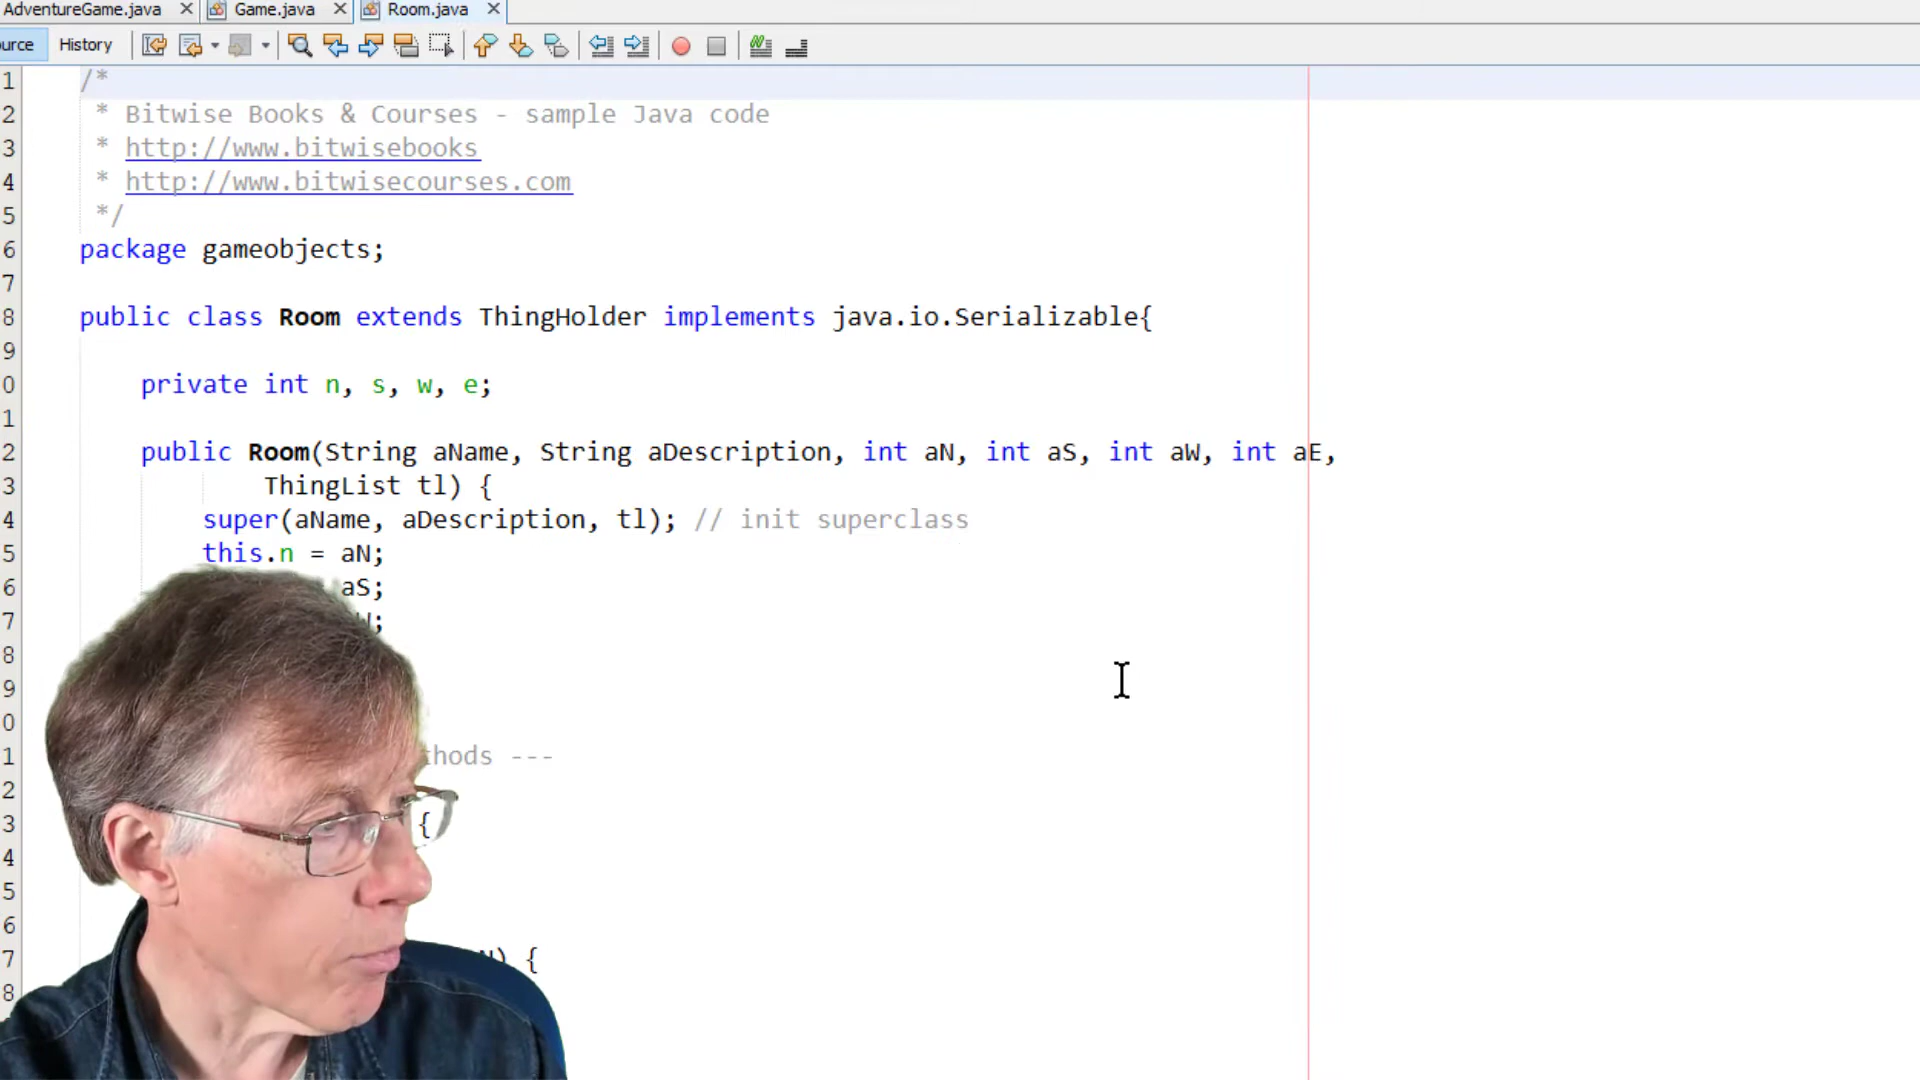 AdventureGame.java Game.java Room.java
ource History
1 /*
2 * Bitwise Books & Courses - sample Java code
3 * http://www.bitwisebooks
4 * http://www.bitwisecourses.com
5 */
6 package gameobjects;
7
8 public class Room extends ThingHolder implements java.io.Serializable{
9
0 private int n, s, w, e;
1
2 public Room(String aName, String aDescription, int aN, int aS, int aW, int aE,
3 ThingList tl) {
4 super(aName, aDescription, tl); // init superclass
5 this.n = aN;
6 aS;
7 W;
8
9
0
1 thods ---
2
3 {
4
5
6
7 N) {
8